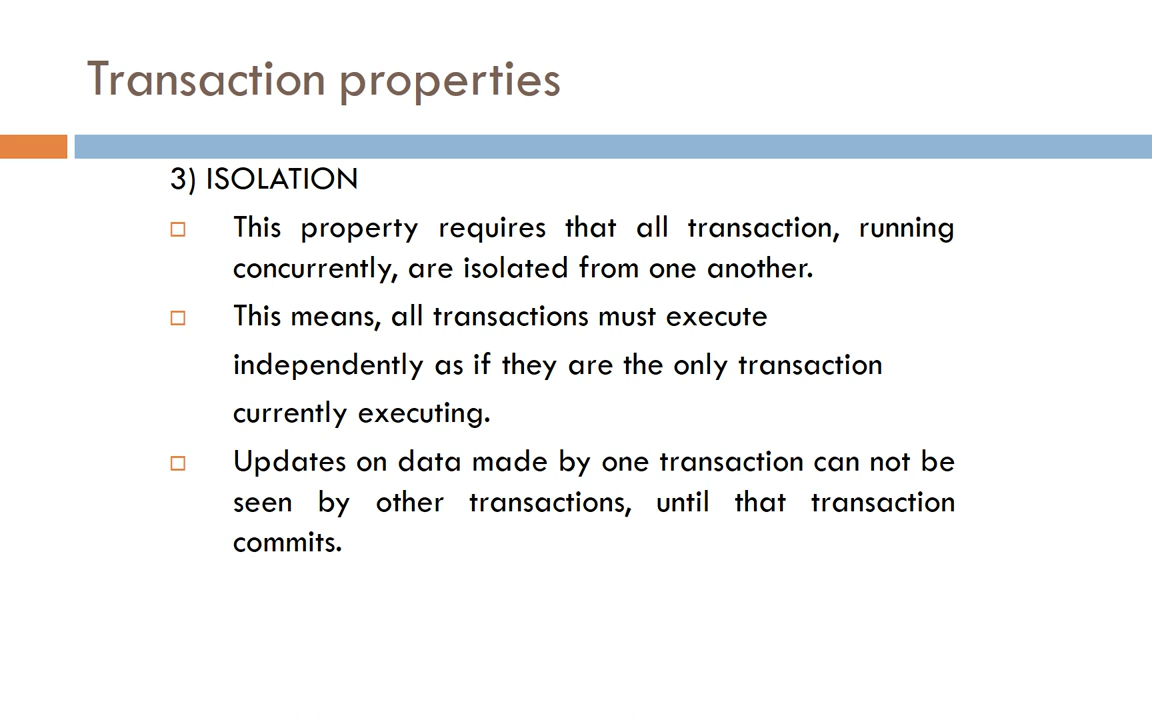 Transaction properties
3) ISOLATION
This property requires that all transaction, running
concurrently, are isolated from one another.
This means, all transactions must execute
independently as if they are the only transaction
currently executing.
Updates on data made by one transaction can not be
seen by other transactions, until that transaction
commits.